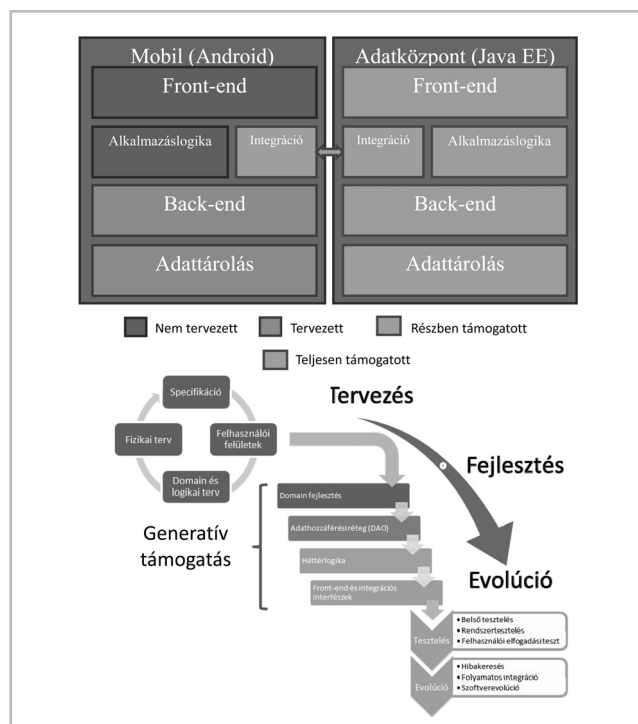 Mobil (Android)
Adatközpont (Java EE)
Front-end
Front-end
Alkalmazáslogika
Integráció
Integráció
Alkalmazáslogika
Back-end
Back-end
Adattárolás
Adattárolás
Nem tervezett
Tervezett
Részben támogatott
Teljesen támogatott
Specifikáció
Fizikai terv
Felhasználói
felületek
Domain és
logikai terv
Tervezés
Fejlesztés
Evolúció
Generatív
támogatás
Domain fejlesztés
Adathozzáférési réteg (DAO)
Háttérlogika
Front-end és integrációs
interfészek
Tesztelés
• Belső tesztelés
• Rendszertesztelés
• Felhasználói elfogadási teszt
Evolúció
• Hibakeresés
• Folyamatos integráció
• Szoftverevolúció